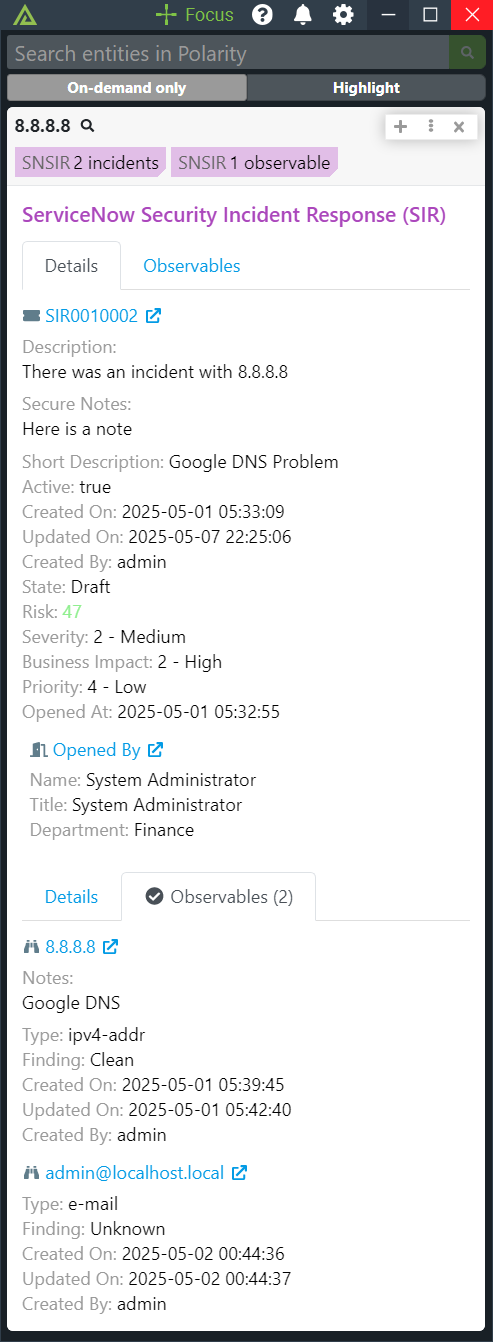 Focus
Search entities in Polarity
On-demand only Highlight
8.8.8.8
SNSIR 2 incidents SNSIR 1 observable
ServiceNow Security Incident Response (SIR)
Details Observables
SIR0010002
Description:
There was an incident with 8.8.8.8
Secure Notes:
Here is a note
Short Description: Google DNS Problem
Active: true
Created On: 2025-05-01 05:33:09
Updated On: 2025-05-07 22:25:06
Created By: admin
State: Draft
Risk: 47
Severity: 2 - Medium
Business Impact: 2 - High
Priority: 4 - Low
Opened At: 2025-05-01 05:32:55
Opened By
Name: System Administrator
Title: System Administrator
Department: Finance
Details Observables (2)
8.8.8.8
Notes:
Google DNS
Type: ipv4-addr
Finding: Clean
Created On: 2025-05-01 05:39:45
Updated On: 2025-05-01 05:42:40
Created By: admin
admin@localhost.local
Type: e-mail
Finding: Unknown
Created On: 2025-05-02 00:44:36
Updated On: 2025-05-02 00:44:37
Created By: admin